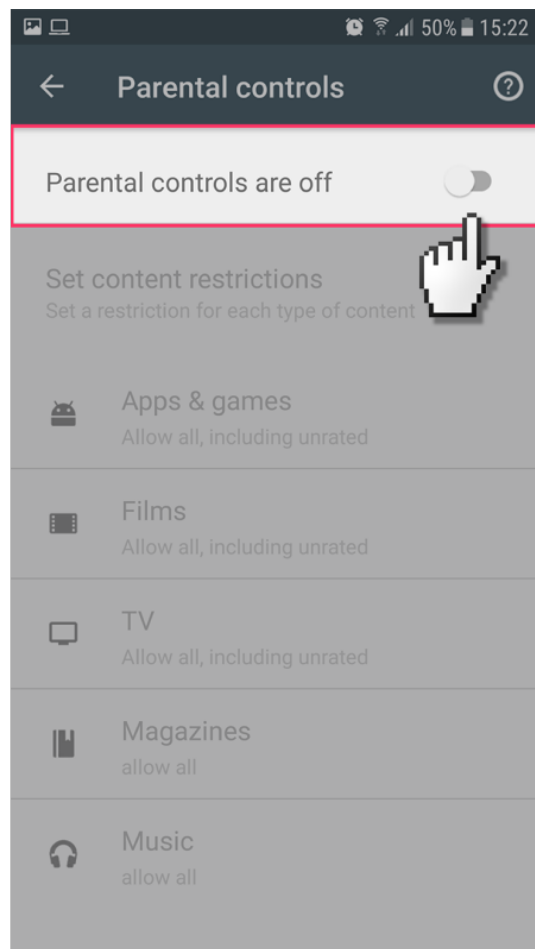 50% 15:22
Parental controls
Parental controls are off
Set content restrictions
Set a restriction for each type of content
Apps & games
Allow all, including unrated
Films
Allow all, including unrated
TV
Allow all, including unrated
Magazines
allow all
Music
allow all